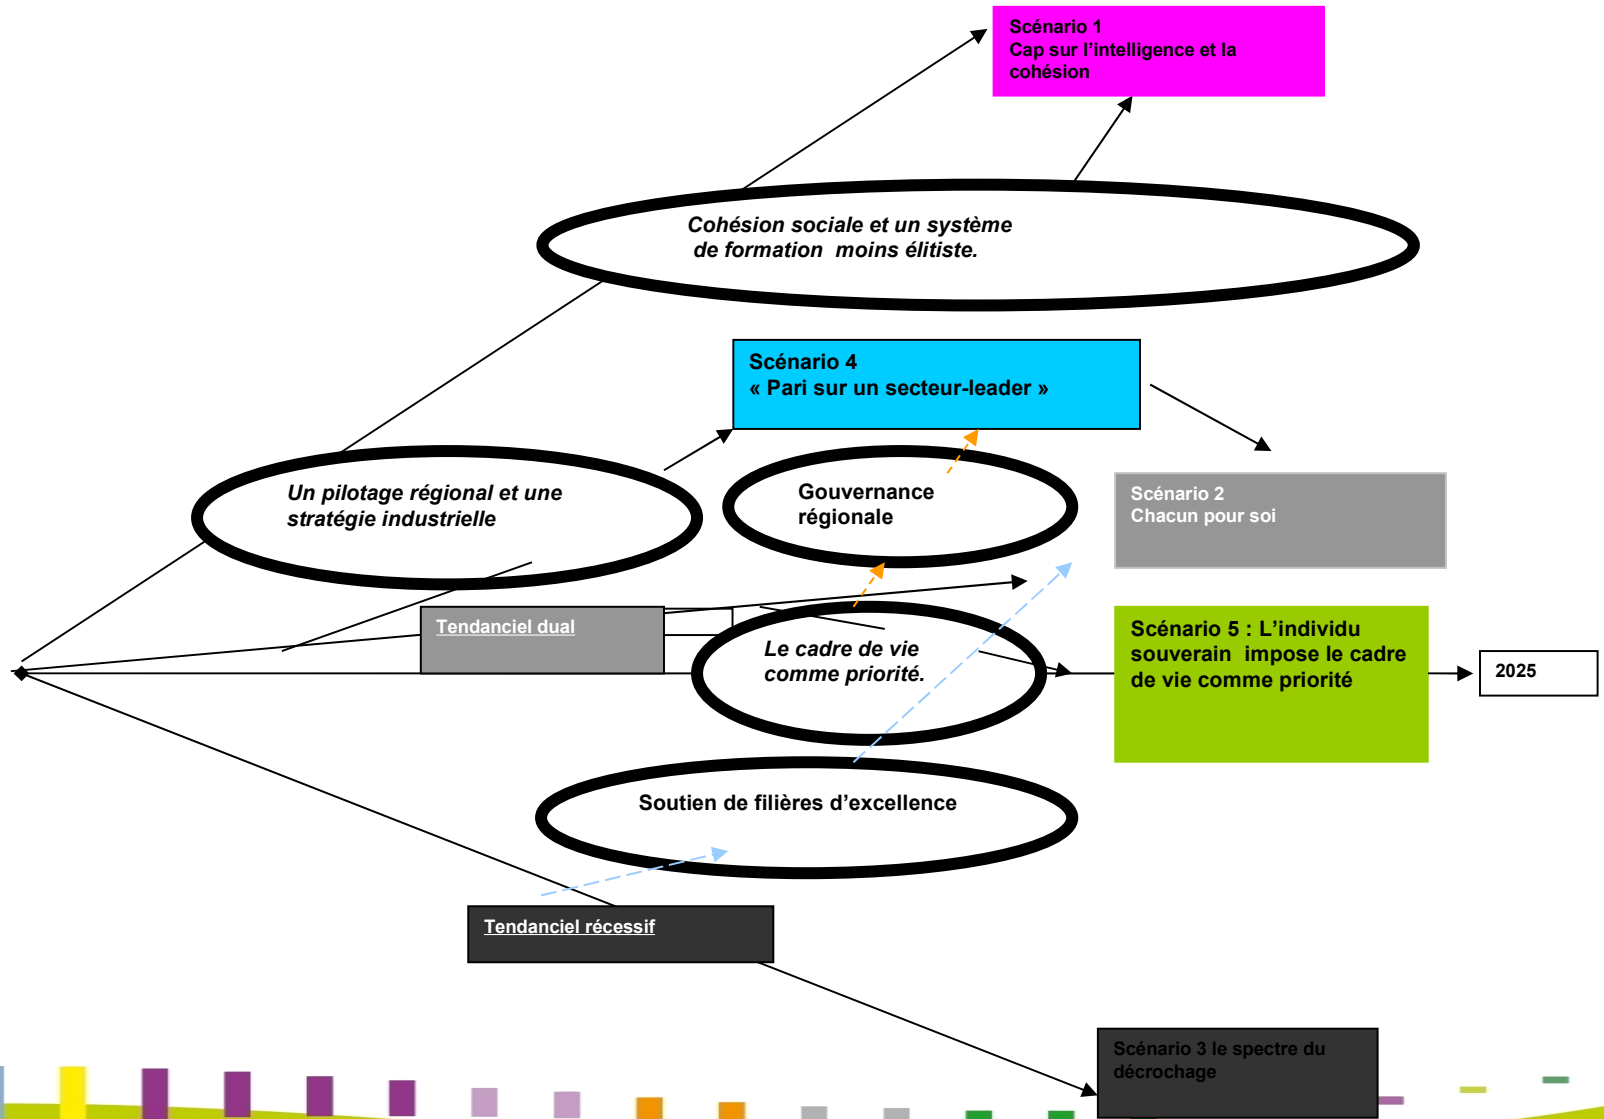 Scénario 1
Cap sur l’intelligence et la
cohésion
Cohésion sociale et un système
de formation moins élitiste.
Scénario 4
« Pari sur un secteur-leader »
Un pilotage régional et une
stratégie industrielle
Gouvernance
régionale
Scénario 2
Chacun pour soi
Tendanciel dual
Le cadre de vie
comme priorité.
Scénario 5 : L’individu
souverain impose le cadre
de vie comme priorité
2025
Soutien de filières d’excellence
Tendanciel récessif
Scénario 3 le spectre du
décrochage